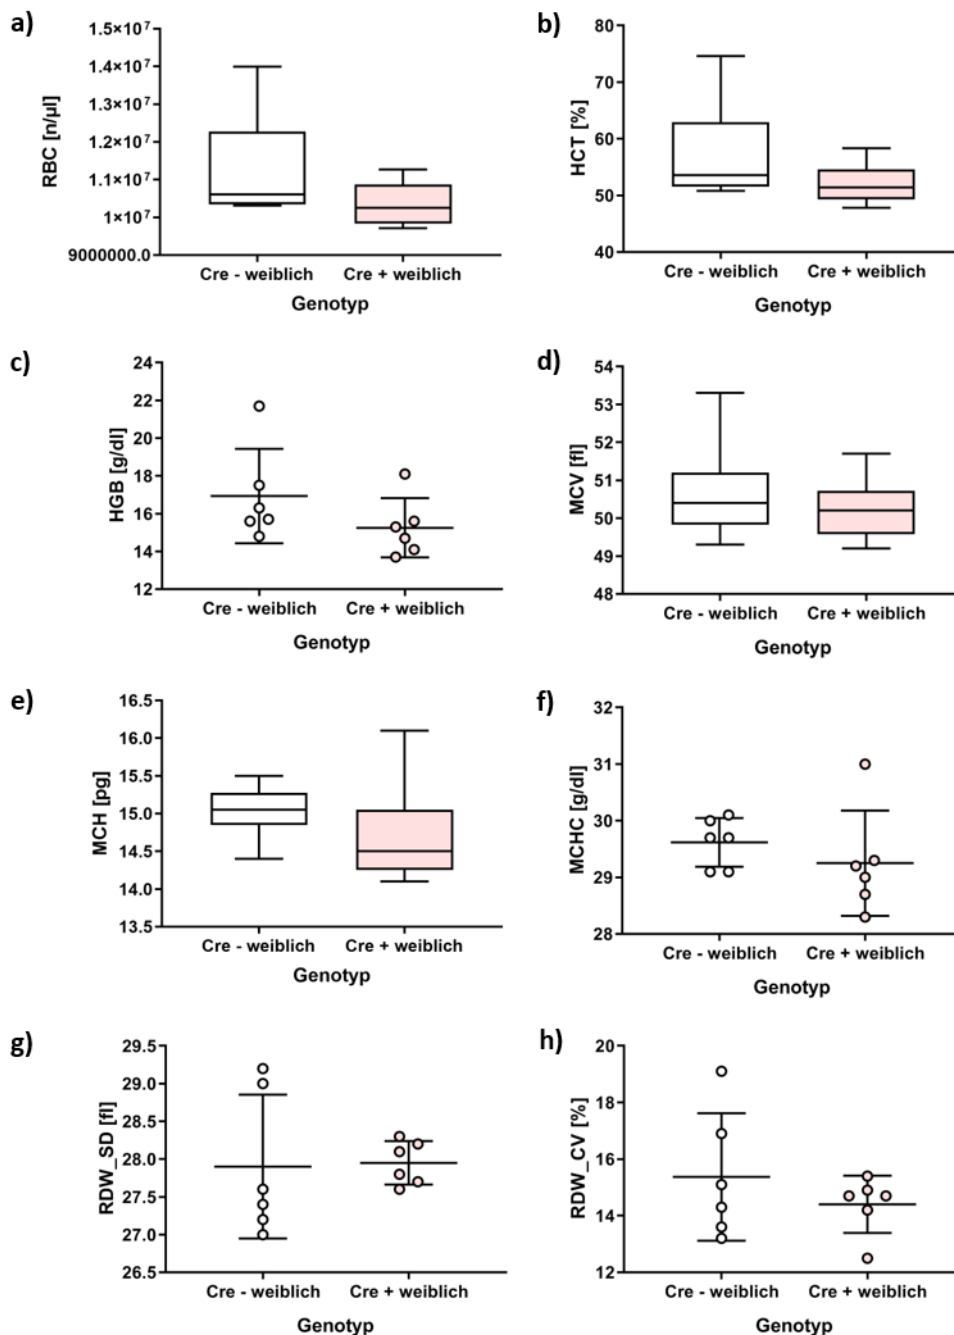 a)
RBC [n/µl]
1.5×10⁷
1.4×10⁷
1.3×10⁷
1.2×10⁷
1.1×10⁷
1×10⁷
9000000.0
Cre - weiblich Cre + weiblich
Genotyp
b)
HCT [%]
80
70
60
50
40
Cre - weiblich Cre + weiblich
Genotyp
c)
HGB [g/dl]
24
22
20
18
16
14
12
Cre - weiblich Cre + weiblich
Genotyp
d)
MCV [fl]
54
53
52
51
50
49
48
Cre - weiblich Cre + weiblich
Genotyp
e)
MCH [pg]
16.5
16.0
15.5
15.0
14.5
14.0
13.5
Cre - weiblich Cre + weiblich
Genotyp
f)
MCHC [g/dl]
32
31
30
29
28
Cre - weiblich Cre + weiblich
Genotyp
g)
RDW_SD [fl]
29.5
29.0
28.5
28.0
27.5
27.0
26.5
Cre - weiblich Cre + weiblich
Genotyp
h)
RDW_CV [%]
20
18
16
14
12
Cre - weiblich Cre + weiblich
Genotyp